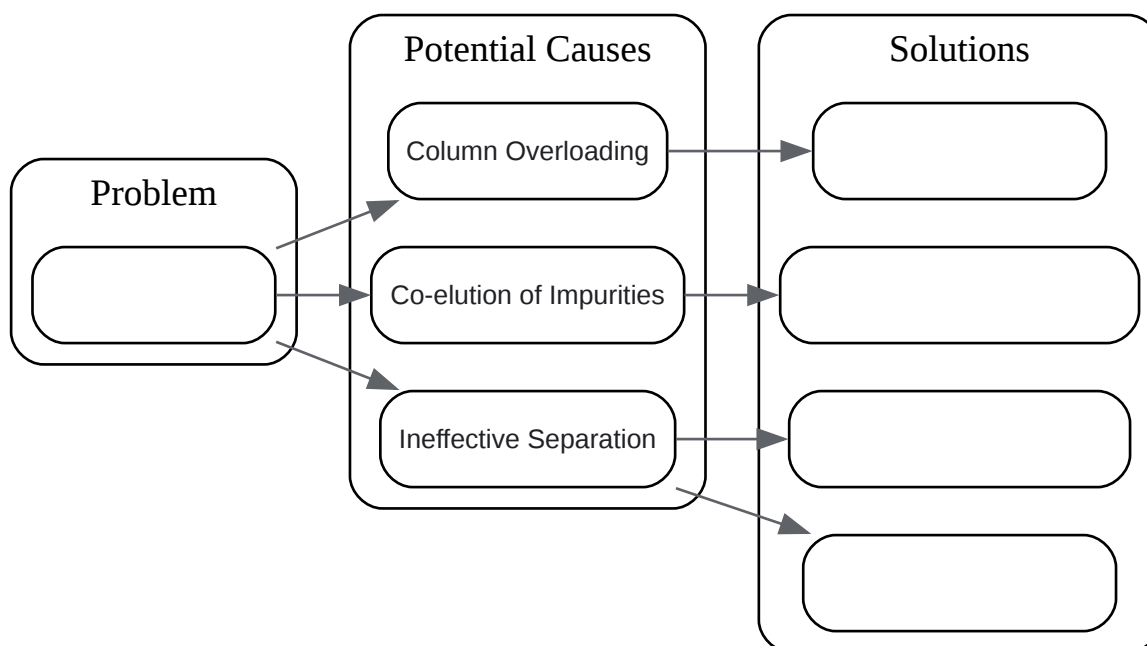 Problem
Potential Causes
Column Overloading
Co-elution of Impurities
Ineffective Separation
Solutions